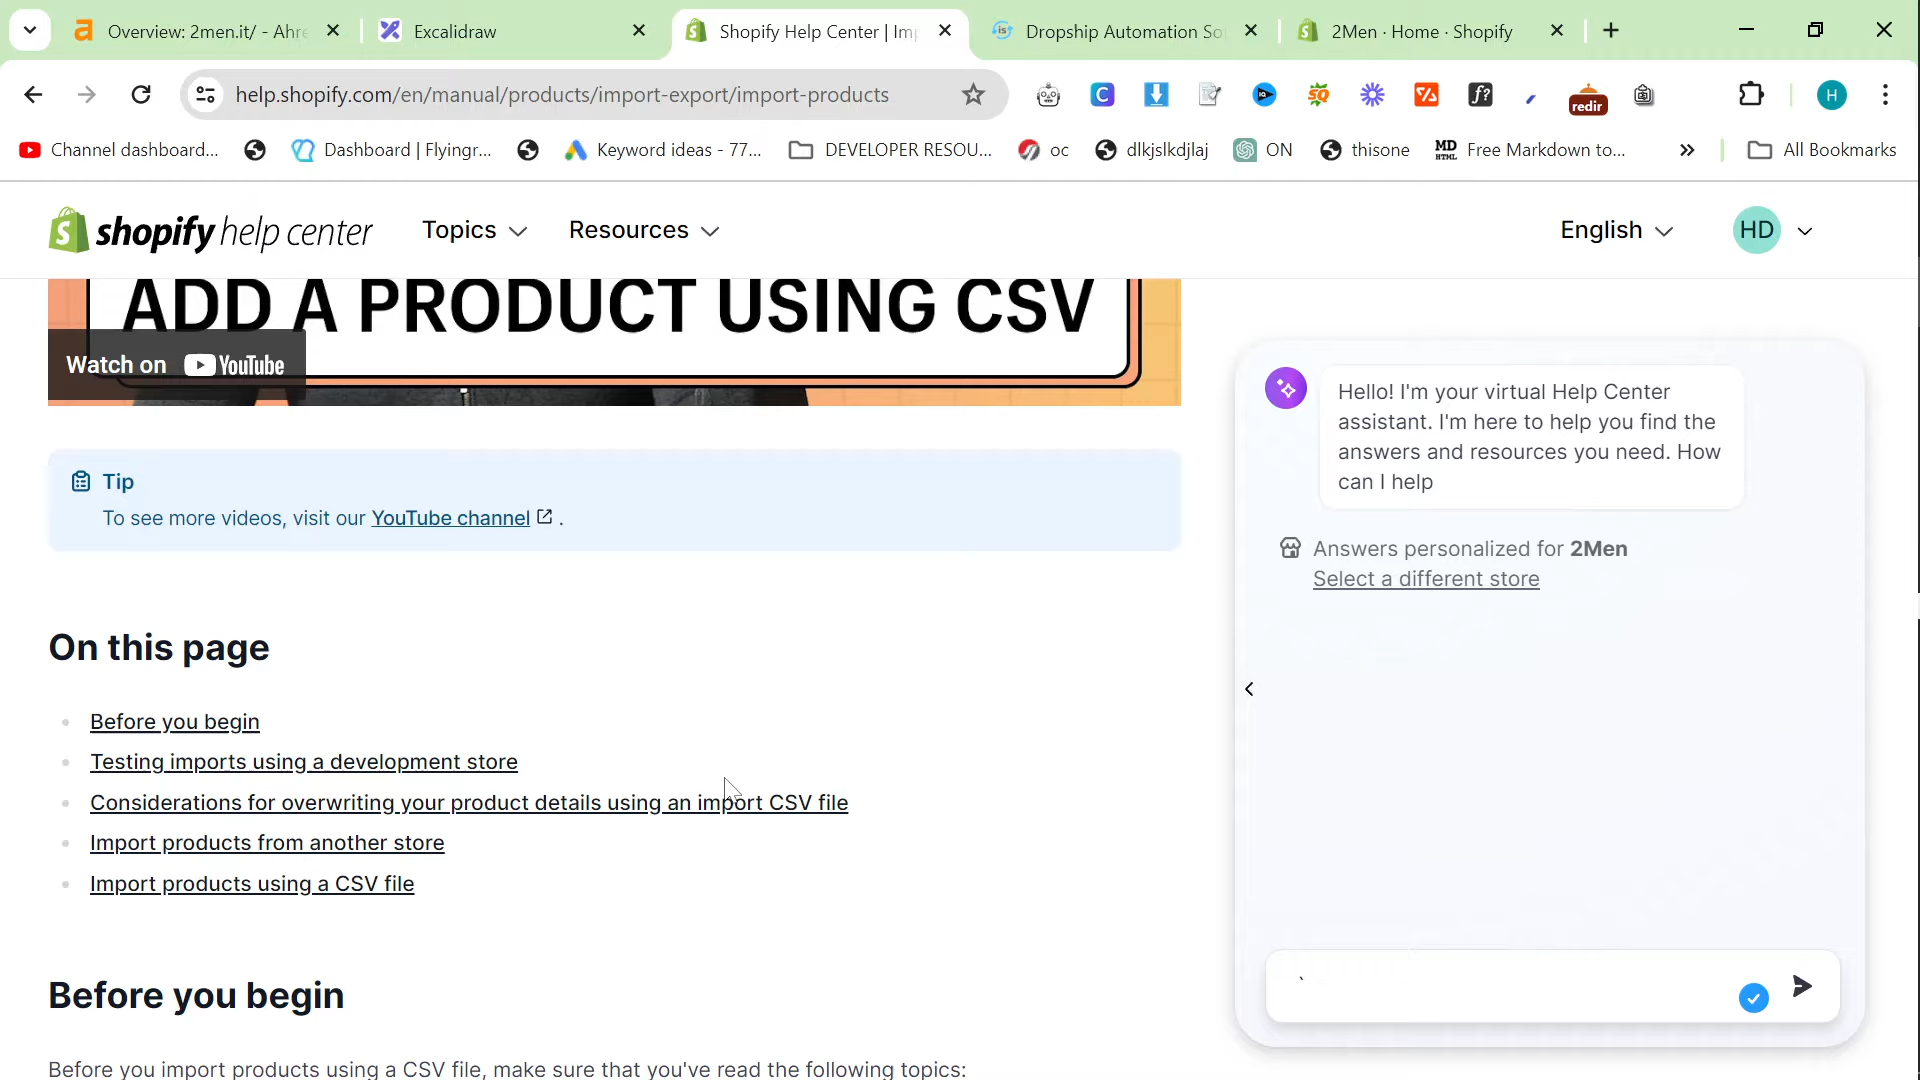 Overview: 2men.it/ - Ahre
Excalidraw
Shopify Help Center | Imp
Dropship Automation So
2Men · Home · Shopify
help.shopify.com/en/manual/products/import-export/import-products
redir
H
Channel dashboard...
Dashboard | Flyingr...
Keyword ideas - 77...
DEVELOPER RESOU...
oc
dlkjslkdjlaj
ON
thisone
MD HTML
Free Markdown to...
»
All Bookmarks
shopify help center
Topics
Resources
English
HD
ADD A PRODUCT USING CSV
Watch on YouTube
Tip
To see more videos, visit our YouTube channel .
On this page
Before you begin
Testing imports using a development store
Considerations for overwriting your product details using an import CSV file
Import products from another store
Import products using a CSV file
Before you begin
Before you import products using a CSV file, make sure that you've read the following topics:
Hello! I'm your virtual Help Center
assistant. I'm here to help you find the
answers and resources you need. How
can I help
Answers personalized for 2Men
Select a different store
`